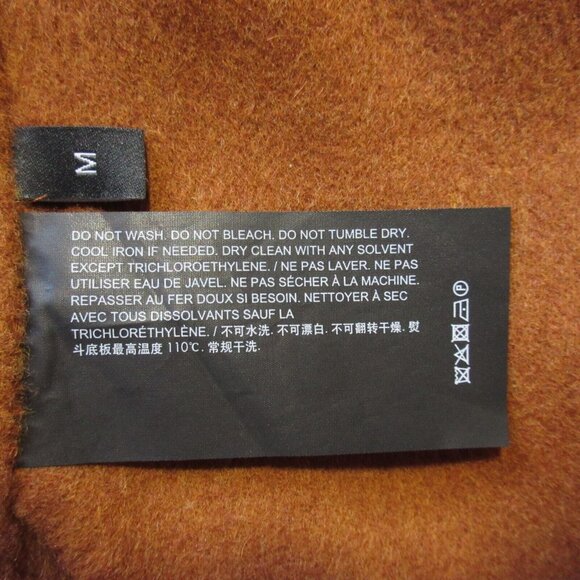 M
DO NOT WASH. DO NOT BLEACH. DO NOT TUMBLE DRY.
COOL IRON IF NEEDED. DRY CLEAN WITH ANY SOLVENT
EXCEPT TRICHLOROETHYLENE. / NE PAS LAVER. NE PAS
UTILISER EAU DE JAVEL. NE PAS SÉCHER À LA MACHINE.
REPASSER AU FER DOUX SI BESOIN. NETTOYER À SEC
AVEC TOUS DISSOLVANTS SAUF LA
TRICHLORÉTHYLÈNE. / 不可水洗. 不可漂白. 不可翻转干燥. 熨
斗底板最高温度 110℃. 常规干洗.
P